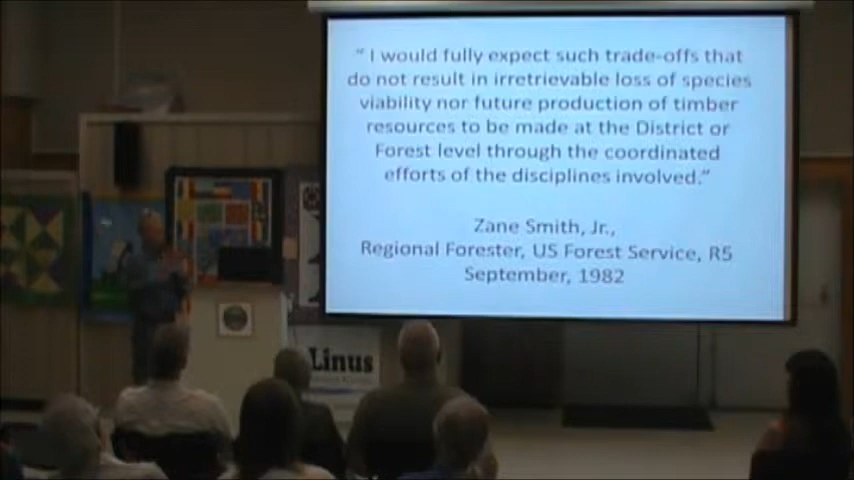 “ I would fully expect such trade-offs that
do not result in irretrievable loss of species
viability nor future production of timber
resources to be made at the District or
Forest level through the coordinated
efforts of the disciplines involved.”
Zane Smith, Jr.,
Regional Forester, US Forest Service, R5
September, 1982
Linus